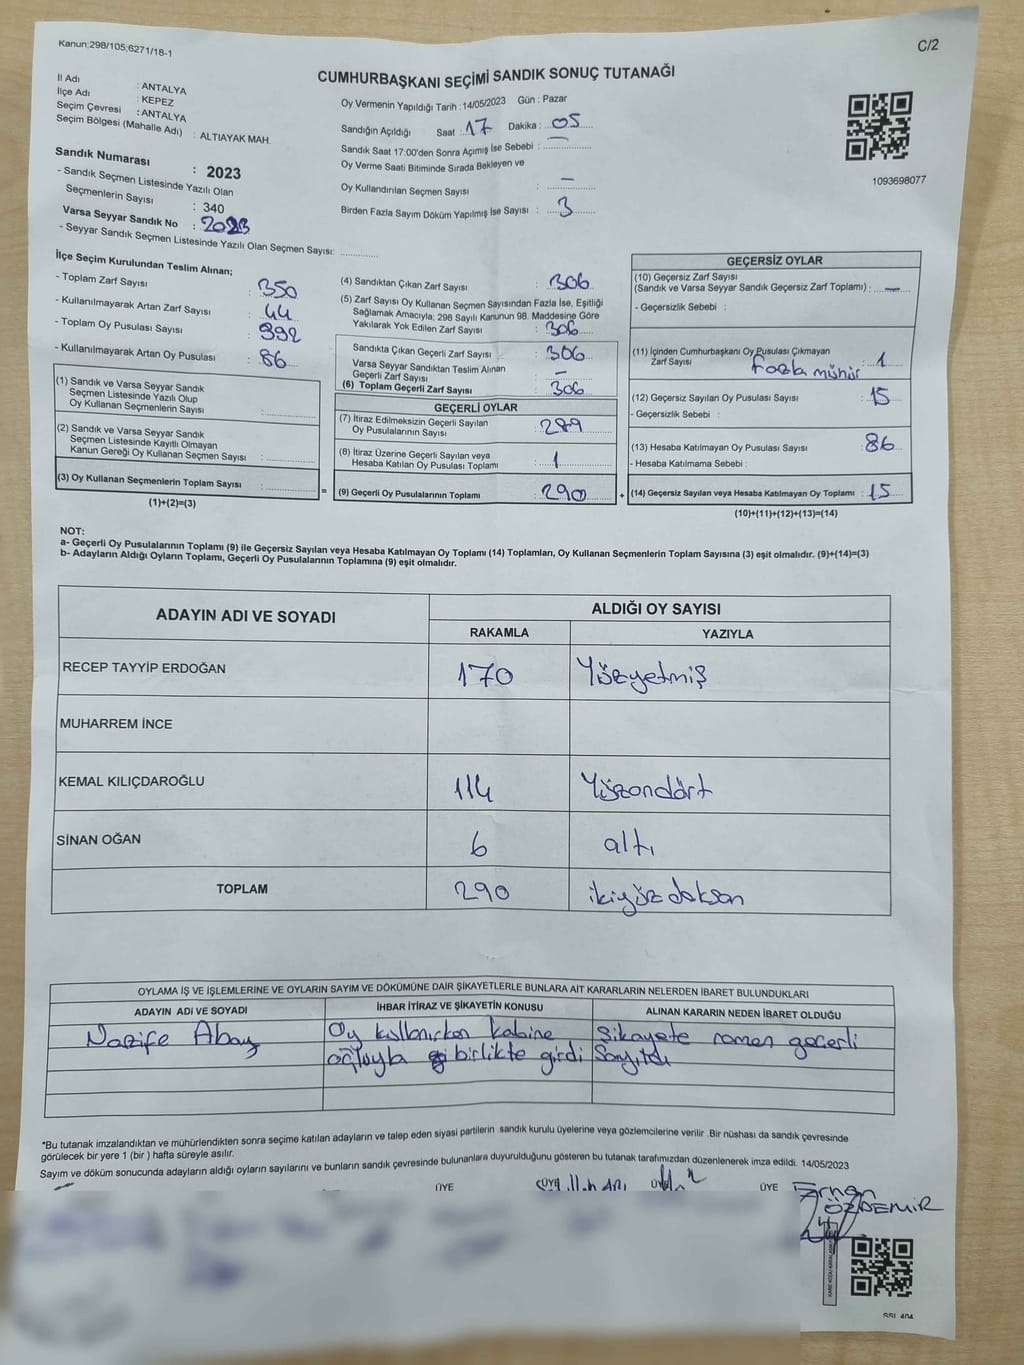 Kanun:298/105;6271/18-1
C/2
CUMHURBAŞKANI SEÇİMİ SANDIK SONUÇ TUTANAĞI
İl Adı : ANTALYA
İlçe Adı : KEPEZ
Seçim Çevresi : ANTALYA
Seçim Bölgesi (Mahalle Adı) : ALTIAYAK MAH.
Sandık Numarası : 2023
- Sandık Seçmen Listesinde Yazılı Olan
Seçmenlerin Sayısı : 340
Varsa Seyyar Sandık No : 2023
- Seyyar Sandık Seçmen Listesinde Yazılı Olan Seçmen Sayısı: ..............
Oy Vermenin Yapıldığı Tarih :14/05/2023 Gün : Pazar
Sandığın Açıldığı Saat : 17 Dakika : 05
Sandık Saat 17:00'den Sonra Açımış İse Sebebi : —
Oy Verme Saati Bitiminde Sırada Bekleyen ve
Oy Kullandırılan Seçmen Sayısı : —
Birden Fazla Sayım Döküm Yapılmış İse Sayısı : 3
1093698077
İlçe Seçim Kurulundan Teslim Alınan;
- Toplam Zarf Sayısı : 350
- Kullanılmayarak Artan Zarf Sayısı : 44
- Toplam Oy Pusulası Sayısı : 392
- Kullanılmayarak Artan Oy Pusulası : 86
(1) Sandık ve Varsa Seyyar Sandık
Seçmen Listesinde Yazılı Olup
Oy Kullanan Seçmenlerin Sayısı : ..............
(2) Sandık ve Varsa Seyyar Sandık
Seçmen Listesinde Kayıtlı Olmayan
Kanun Gereği Oy Kullanan Seçmen Sayısı : ..............
(3) Oy Kullanan Seçmenlerin Toplam Sayısı : ..............
(1)+(2)=(3)
(4) Sandıktan Çıkan Zarf Sayısı : 306
(5) Zarf Sayısı Oy Kullanan Seçmen Sayısından Fazla İse, Eşitliği
Sağlamak Amacıyla; 298 Sayılı Kanunun 98. Maddesine Göre
Yakılarak Yok Edilen Zarf Sayısı : 306
Sandıkta Çıkan Geçerli Zarf Sayısı : 306
Varsa Seyyar Sandıktan Teslim Alınan
Geçerli Zarf Sayısı : —
(6) Toplam Geçerli Zarf Sayısı : 306
GEÇERLİ OYLAR
(7) İtiraz Edilmeksizin Geçerli Sayılan
Oy Pusulalarının Sayısı : 289
(8) İtiraz Üzerine Geçerli Sayılan veya
Hesaba Katılan Oy Pusulası Toplamı : 1
= (9) Geçerli Oy Pusulalarının Toplamı : 290 +
GEÇERSİZ OYLAR
(10) Geçersiz Zarf Sayısı
(Sandık ve Varsa Seyyar Sandık Geçersiz Zarf Toplamı) : —
- Geçersizlik Sebebi :
(11) İçinden Cumhurbaşkanı Oy Pusulası Çıkmayan
Zarf Sayısı : 1
Fazla mühür
(12) Geçersiz Sayılan Oy Pusulası Sayısı : 15
- Geçersizlik Sebebi :
(13) Hesaba Katılmayan Oy Pusulası Sayısı : 86
- Hesaba Katılmama Sebebi :
(14) Geçersiz Sayılan veya Hesaba Katılmayan Oy Toplamı : 15
(10)+(11)+(12)+(13)=(14)
NOT:
a- Geçerli Oy Pusulalarının Toplamı (9) ile Geçersiz Sayılan veya Hesaba Katılmayan Oy Toplamı (14) Toplamları, Oy Kullanan Seçmenlerin Toplam Sayısına (3) eşit olmalıdır. (9)+(14)=(3)
b- Adayların Aldığı Oyların Toplamı, Geçerli Oy Pusulalarının Toplamına (9) eşit olmalıdır.
ADAYIN ADI VE SOYADI ALDIĞI OY SAYISI
RAKAMLA YAZIYLA
RECEP TAYYİP ERDOĞAN 170 Yüzyetmiş
MUHARREM İNCE
KEMAL KILIÇDAROĞLU 114 Yüzondört
SİNAN OĞAN 6 altı
TOPLAM 290 ikiyüz doksan
OYLAMA İŞ VE İŞLEMLERİNE VE OYLARIN SAYIM VE DÖKÜMÜNE DAİR ŞİKAYETLERLE BUNLARA AİT KARARLARIN NELERDEN İBARET BULUNDUKLARI
ADAYIN ADI VE SOYADI İHBAR İTİRAZ VE ŞİKAYETİN KONUSU ALINAN KARARIN NEDEN İBARET OLDUĞU
Nazife Abay Oy kullanırken kabine Şikayete ramen geçerli
oğluyla birlikte girdi Sayıldı
*Bu tutanak imzalandıktan ve mühürlendikten sonra seçime katılan adayların ve talep eden siyasi partilerin sandık kurulu üyelerine veya gözlemcilerine verilir .Bir nüshası da sandık çevresinde
görülecek bir yere 1 (bir ) hafta süreyle asılır.
Sayım ve döküm sonucunda adayların aldığı oyların sayılarını ve bunların sandık çevresinde bulunanlara duyurulduğunu gösteren bu tutanak tarafımızdan düzenlenerek imza edildi. 14/05/2023
ÜYE ÜYE ÜYE ÜYE
ÖZDEMİR